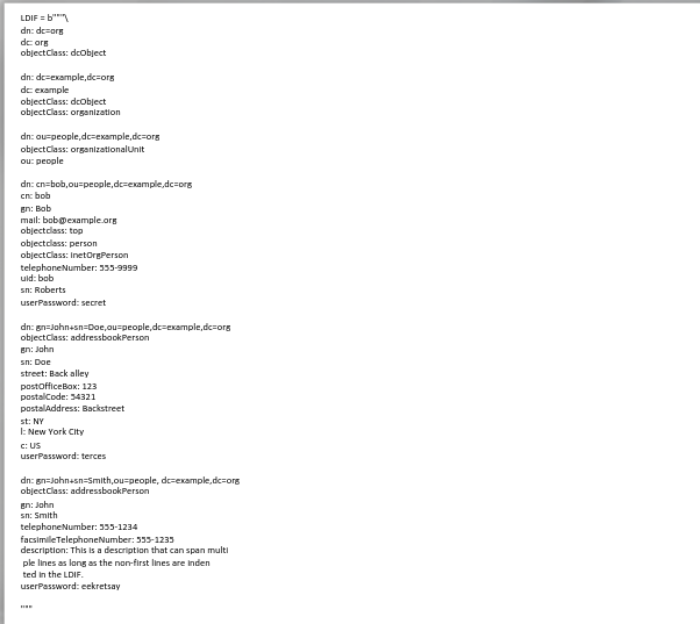 LDIF = b"""\
dn: dc=org
dc: org
objectClass: dcObject

dn: dc=example,dc=org
dc: example
objectClass: dcObject
objectClass: organization

dn: ou=people,dc=example,dc=org
objectClass: organizationalUnit
ou: people

dn: cn=bob,ou=people,dc=example,dc=org
cn: bob
gn: Bob
mail: bob@example.org
objectclass: top
objectclass: person
objectClass: inetOrgPerson
telephoneNumber: 555-9999
uid: bob
sn: Roberts
userPassword: secret

dn: gn=John+sn=Doe,ou=people,dc=example,dc=org
objectClass: addressbookPerson
gn: John
sn: Doe
street: Back alley
postOfficeBox: 123
postalCode: 54321
postalAddress: Backstreet
st: NY
l: New York City
c: US
userPassword: terces

dn: gn=John+sn=Smith,ou=people, dc=example,dc=org
objectClass: addressbookPerson
gn: John
sn: Smith
telephoneNumber: 555-1234
facsimileTelephoneNumber: 555-1235
description: This is a description that can span multi
 ple lines as long as the non-first lines are inden
 ted in the LDIF.
userPassword: eekretsay

"""